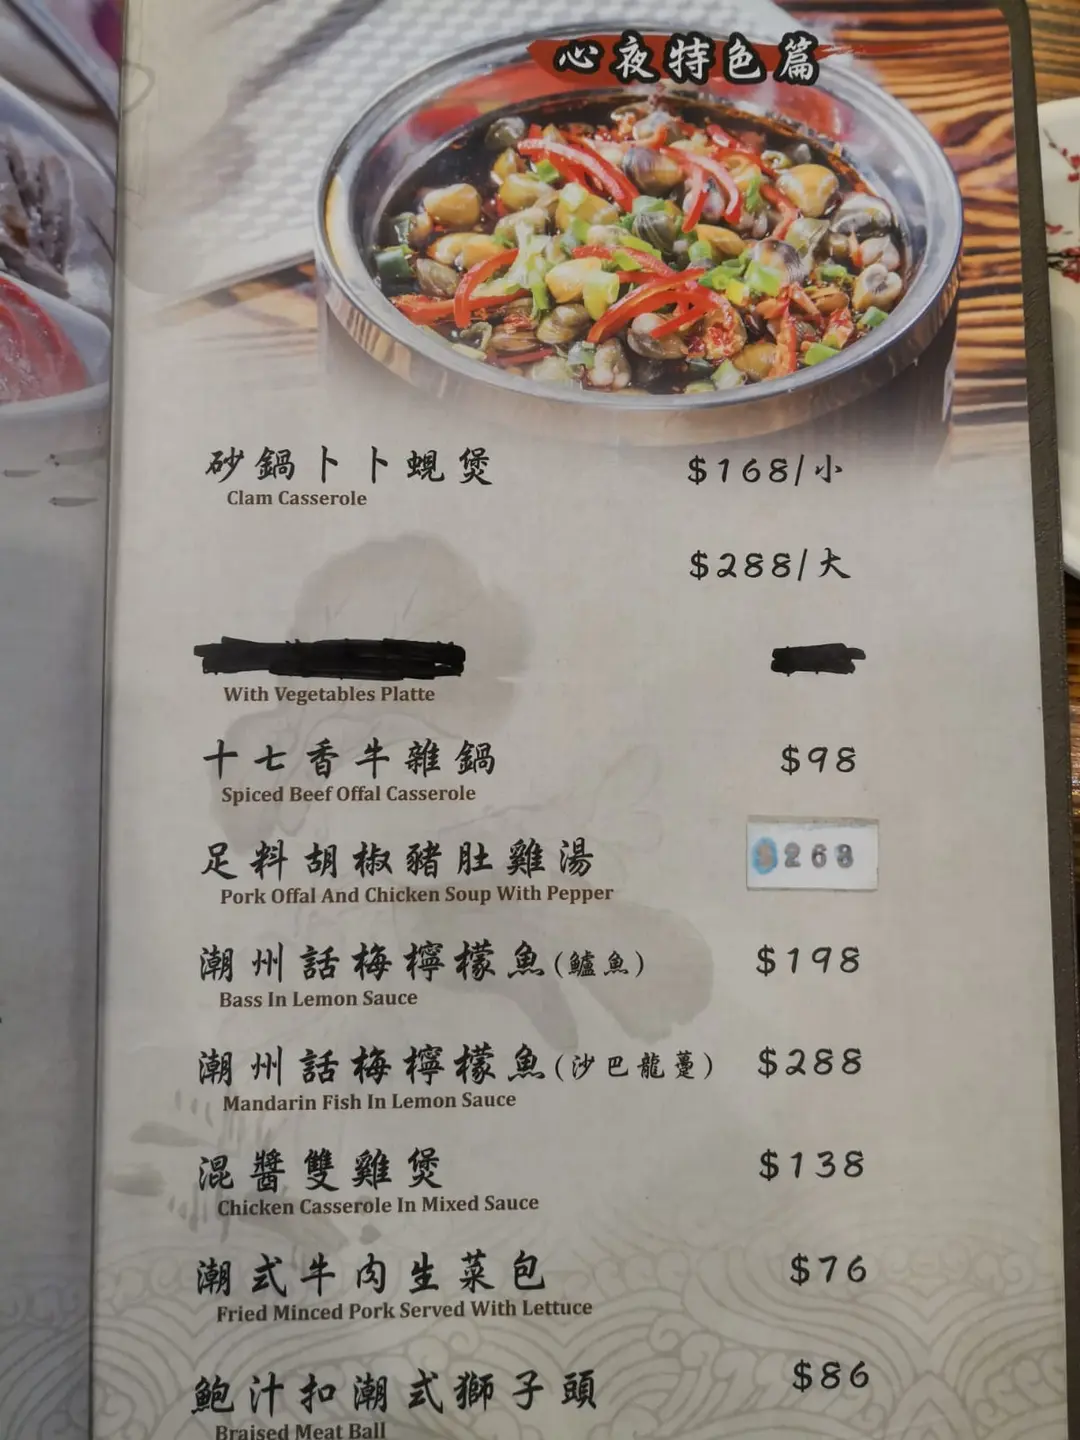 心夜特色篇
砂鍋卜卜蜆煲 $168/小
Clam Casserole
$288/大
With Vegetables Platte
十七香牛雜鍋 $98
Spiced Beef Offal Casserole
足料胡椒豬肚雞湯 $268
Pork Offal And Chicken Soup With Pepper
潮州話梅檸檬魚(鱸魚) $198
Bass In Lemon Sauce
潮州話梅檸檬魚(沙巴龍躉) $288
Mandarin Fish In Lemon Sauce
混醬雙雞煲 $138
Chicken Casserole In Mixed Sauce
潮式牛肉生菜包 $76
Fried Minced Pork Served With Lettuce
鮑汁扣潮式獅子頭 $86
Braised Meat Ball